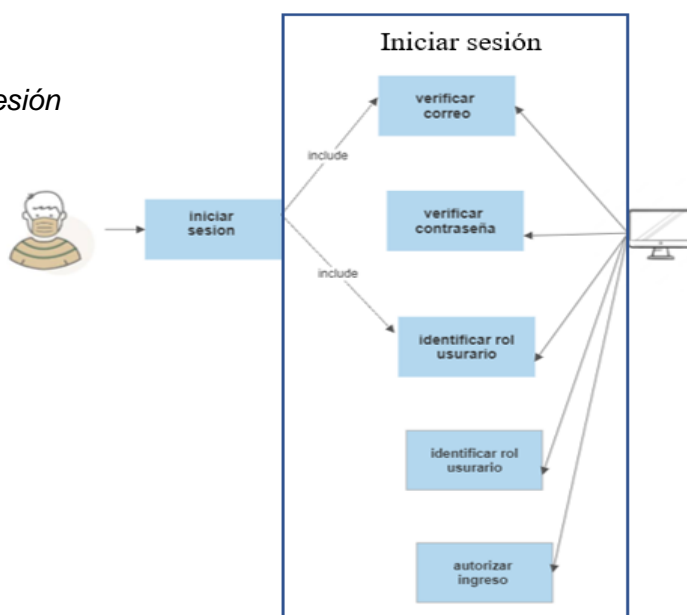 Iniciar sesión
esión
verificar
correo
include
iniciar
sesion
verificar
contraseña
include
identificar rol
usurario
identificar rol
usurario
autorizar
ingreso